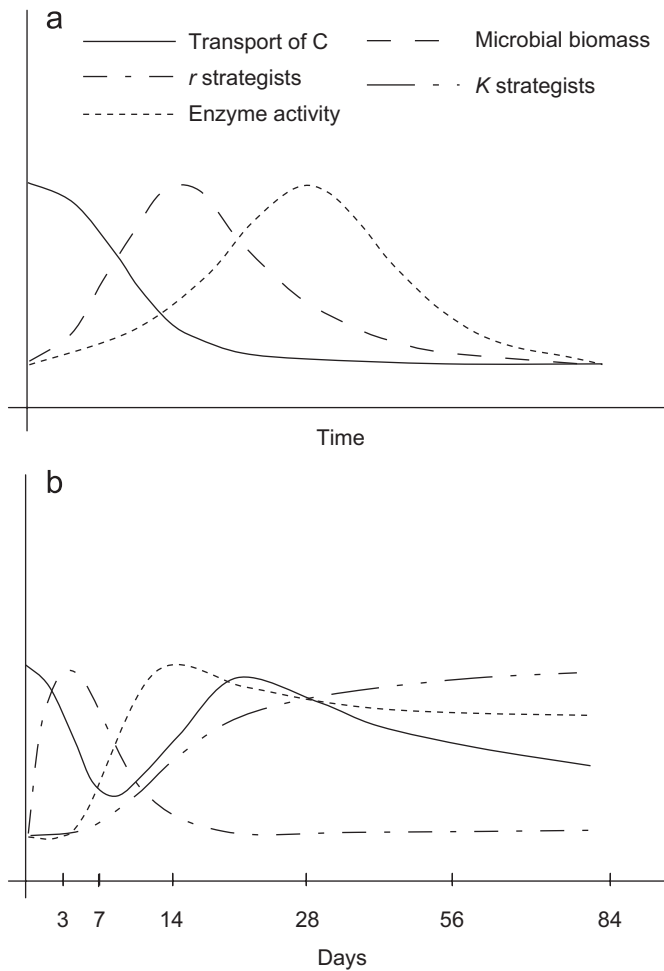 a
Transport of C
Microbial biomass
r strategists
K strategists
Enzyme activity
Time
b
3 7 14 28 56 84
Days